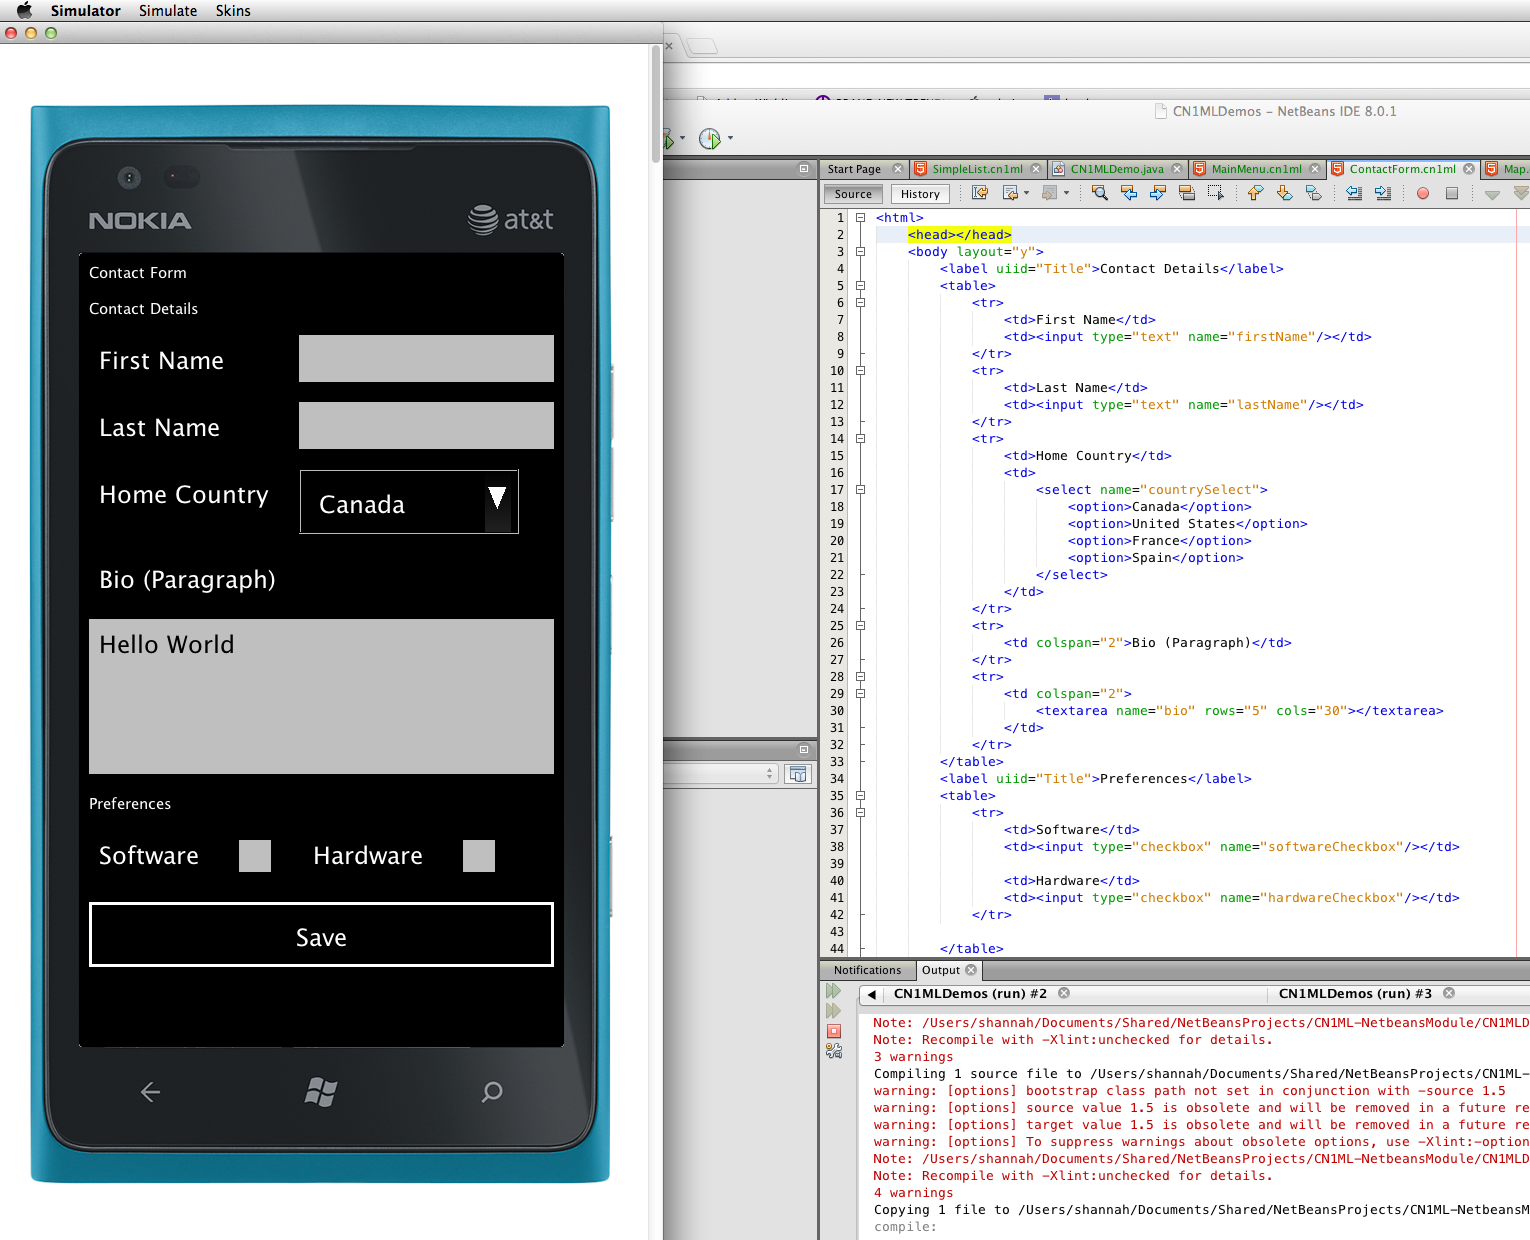 Simulator Simulate Skins
CN1MLDemos – NetBeans IDE 8.0.1
NOKIA
at&t
Contact Form
Contact Details
First Name
Last Name
Home Country
Canada
Bio (Paragraph)
Hello World
Preferences
Software Hardware
Save
Start Page SimpleList.cn1ml CN1MLDemo.java MainMenu.cn1ml ContactForm.cn1ml Map.
Source History
1 <html>
2 <head></head>
3 <body layout="y">
4 <label uiid="Title">Contact Details</label>
5 <table>
6 <tr>
7 <td>First Name</td>
8 <td><input type="text" name="firstName"/></td>
9 </tr>
10 <tr>
11 <td>Last Name</td>
12 <td><input type="text" name="lastName"/></td>
13 </tr>
14 <tr>
15 <td>Home Country</td>
16 <td>
17 <select name="countrySelect">
18 <option>Canada</option>
19 <option>United States</option>
20 <option>France</option>
21 <option>Spain</option>
22 </select>
23 </td>
24 </tr>
25 <tr>
26 <td colspan="2">Bio (Paragraph)</td>
27 </tr>
28 <tr>
29 <td colspan="2">
30 <textarea name="bio" rows="5" cols="30"></textarea>
31 </td>
32 </tr>
33 </table>
34 <label uiid="Title">Preferences</label>
35 <table>
36 <tr>
37 <td>Software</td>
38 <td><input type="checkbox" name="softwareCheckbox"/></td>
39
40 <td>Hardware</td>
41 <td><input type="checkbox" name="hardwareCheckbox"/></td>
42 </tr>
43
44 </table>
Notifications Output
CN1MLDemos (run) #2 CN1MLDemos (run) #3
Note: /Users/shannah/Documents/Shared/NetBeansProjects/CN1ML-NetbeansModule/CN1MLD
Note: Recompile with -Xlint:unchecked for details.
3 warnings
Compiling 1 source file to /Users/shannah/Documents/Shared/NetBeansProjects/CN1ML-
warning: [options] bootstrap class path not set in conjunction with -source 1.5
warning: [options] source value 1.5 is obsolete and will be removed in a future re
warning: [options] target value 1.5 is obsolete and will be removed in a future re
warning: [options] To suppress warnings about obsolete options, use -Xlint:-option
Note: /Users/shannah/Documents/Shared/NetBeansProjects/CN1ML-NetbeansModule/CN1MLD
Note: Recompile with -Xlint:unchecked for details.
4 warnings
Copying 1 file to /Users/shannah/Documents/Shared/NetBeansProjects/CN1ML-NetbeansM
compile: